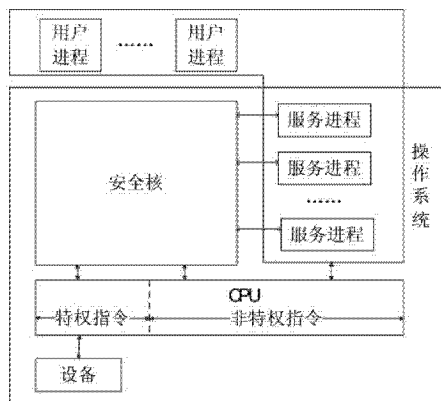 用户
进程
……
用户
进程
安全核
服务进程
服务进程
……
服务进程
操作系统
CPU
特权指令
非特权指令
设备